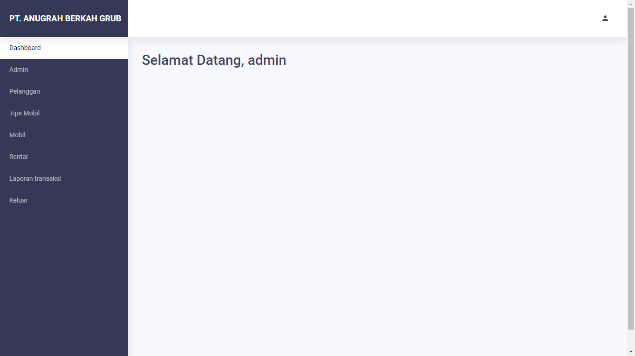 PT. ANUGRAH BERKAH GRUB
Dashboard
Admin
Pelanggan
Tipe Mobil
Mobil
Rental
Laporan transaksi
Keluar
Selamat Datang, admin